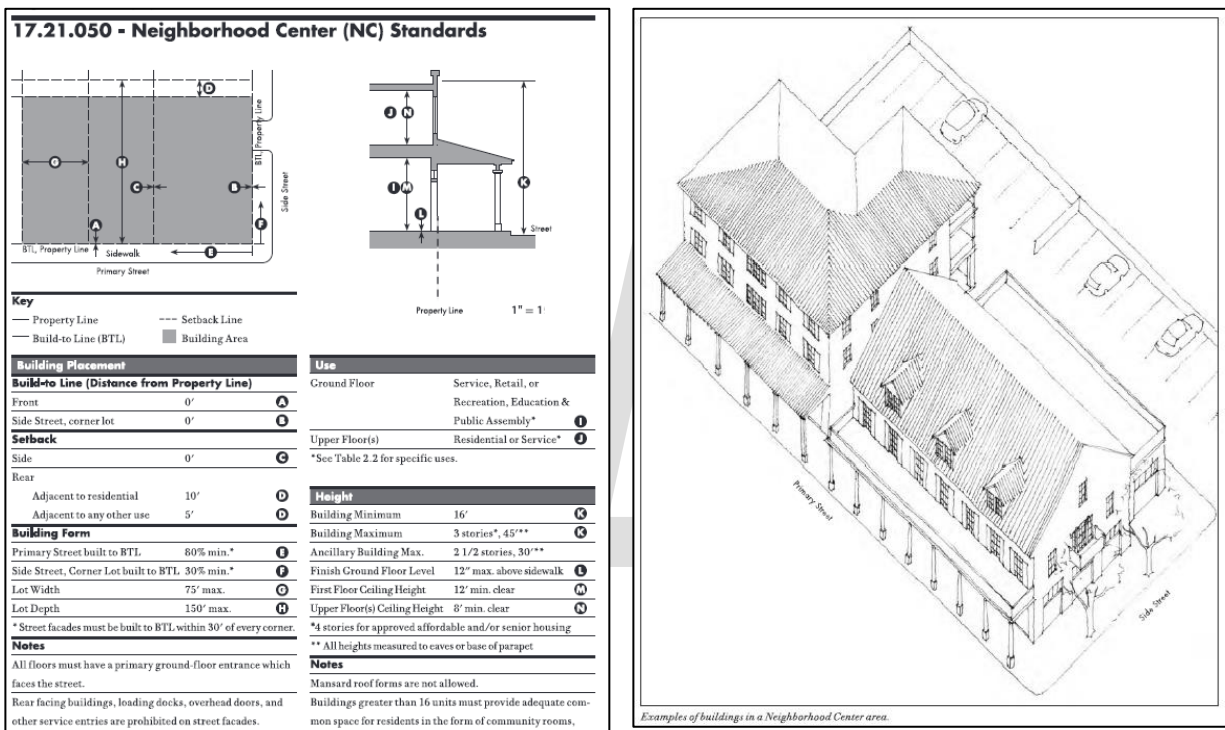 17.21.050 - Neighborhood Center (NC) Standards
D
BTL, Property Line
G
H
C
B
Side Street
A
F
BTL, Property Line
Sidewalk
E
Primary Street
J N
I M
K
L
Street
Property Line
1" = 1
Key
Property Line
Setback Line
Build-to Line (BTL)
Building Area
Building Placement
Build-to Line (Distance from Property Line)
Front 0' A
Side Street, corner lot 0' B
Setback
Side 0' C
Rear
Adjacent to residential 10' D
Adjacent to any other use 5' D
Building Form
Primary Street built to BTL 80% min.* E
Side Street, Corner Lot built to BTL 30% min.* F
Lot Width 75' max. G
Lot Depth 150' max. H
* Street facades must be built to BTL within 30' of every corner.
Notes
All floors must have a primary ground-floor entrance which
faces the street.
Rear facing buildings, loading docks, overhead doors, and
other service entries are prohibited on street facades.
Use
Ground Floor Service, Retail, or
Recreation, Education &
Public Assembly* I
Upper Floor(s) Residential or Service* J
*See Table 2.2 for specific uses.
Height
Building Minimum 16' K
Building Maximum 3 stories*, 45'** K
Ancillary Building Max. 2 1/2 stories, 30'**
Finish Ground Floor Level 12" max. above sidewalk L
First Floor Ceiling Height 12' min. clear M
Upper Floor(s) Ceiling Height 8' min. clear N
*4 stories for approved affordable and/or senior housing
** All heights measured to eaves or base of parapet
Notes
Mansard roof forms are not allowed.
Buildings greater than 16 units must provide adequate com-
mon space for residents in the form of community rooms,
Primary Street
Side Street
Examples of buildings in a Neighborhood Center area.